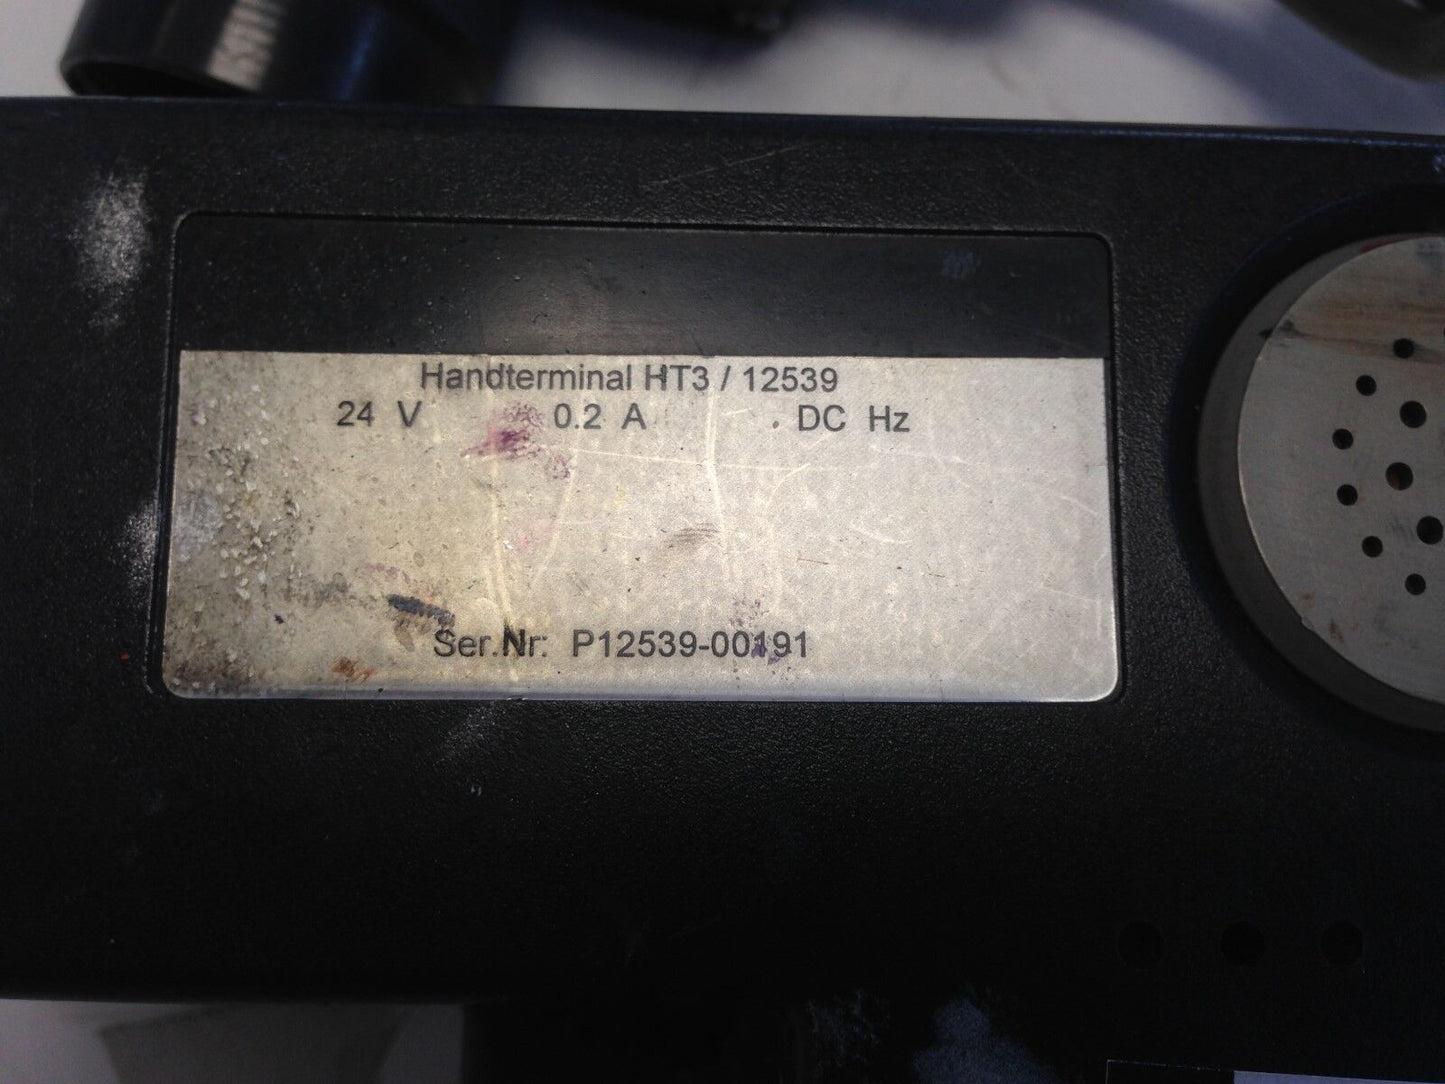 Handterminal HT3 / 12539
24 V 0.2 A DC Hz
Ser.Nr: P12539-00191